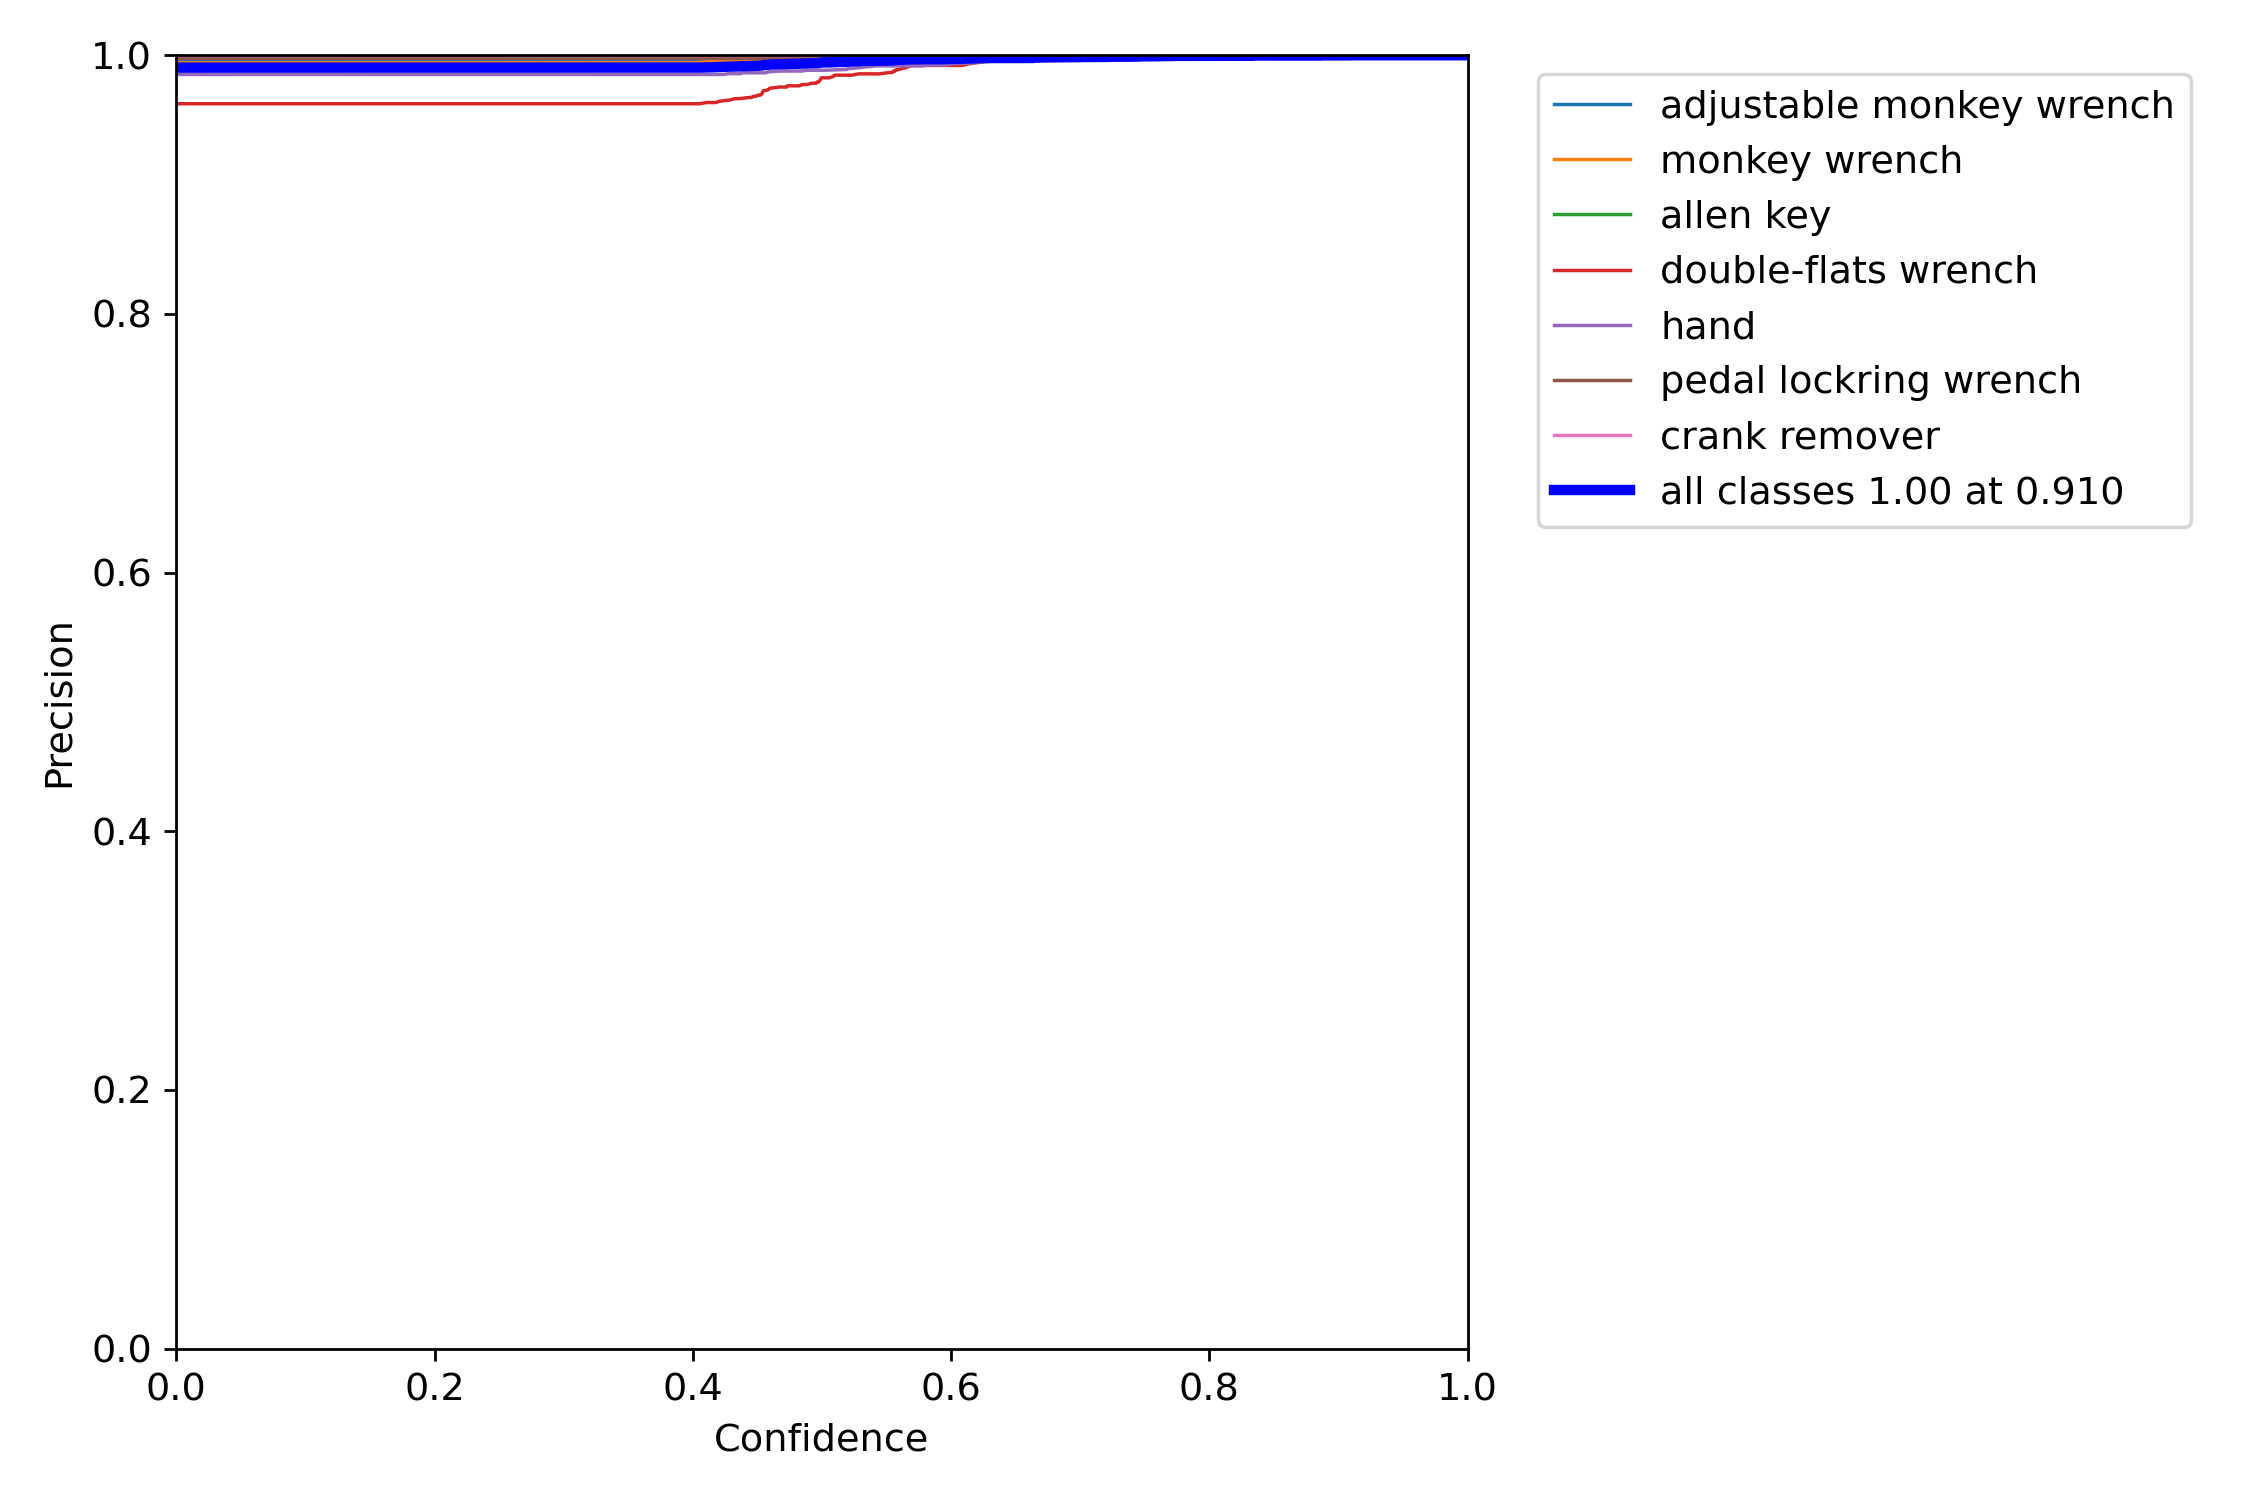 1.0
0.8
0.6
0.4
0.2
0.0
0.0 0.2 0.4 0.6 0.8 1.0
Precision
Confidence
adjustable monkey wrench
monkey wrench
allen key
double-flats wrench
hand
pedal lockring wrench
crank remover
all classes 1.00 at 0.910